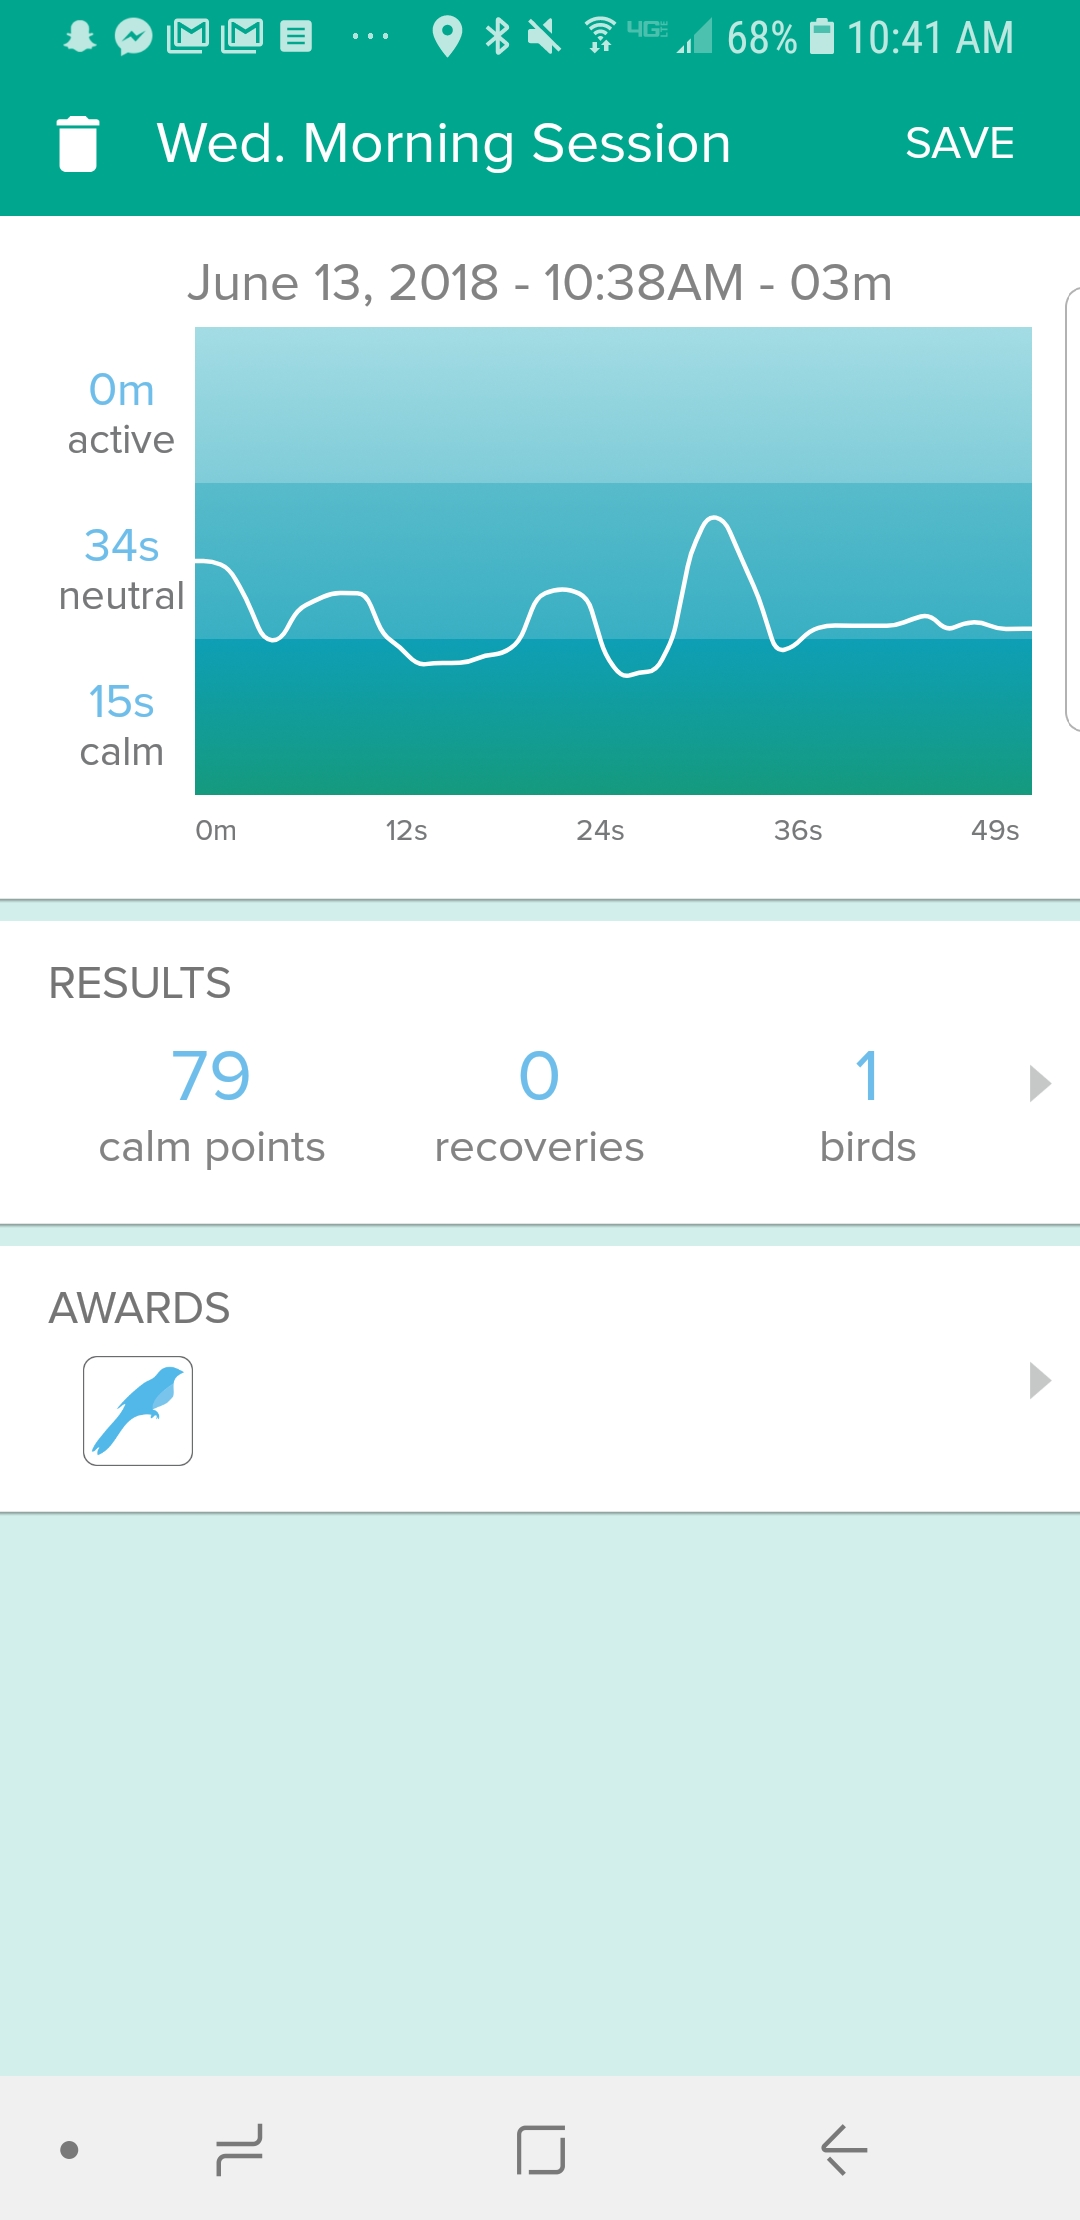 4G 68% 10:41 AM
Wed. Morning Session SAVE
June 13, 2018 - 10:38AM - 03m
0m
active
34s
neutral
15s
calm
0m 12s 24s 36s 49s
RESULTS
79 0 1
calm points recoveries birds
AWARDS